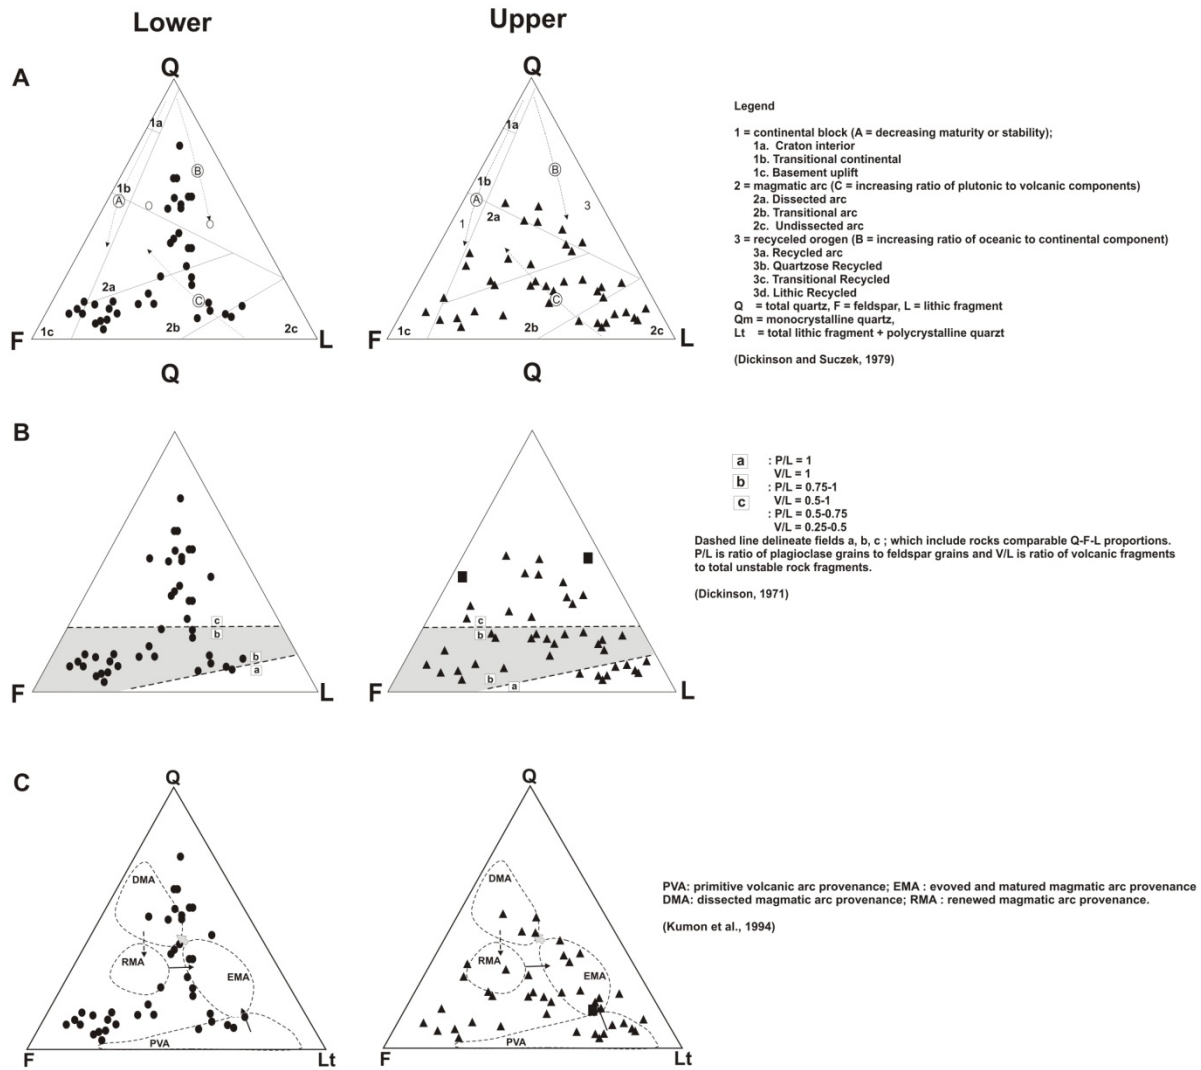 Lower
Upper
A
Q
1a
1b
A
B
2a
C
1c
2b
2c
F
L
Q
1a
B
1b
A
2a
3
1
C
1c
2b
2c
F
L
Legend
1 = continental block (A = decreasing maturity or stability);
1a. Craton interior
1b. Transitional continental
1c. Basement uplift
2 = magmatic arc (C = increasing ratio of plutonic to volcanic components)
2a. Dissected arc
2b. Transitional arc
2c. Undissected arc
3 = recyceled orogen (B = increasing ratio of oceanic to continental component)
3a. Recycled arc
3b. Quartzose Recycled
3c. Transitional Recycled
3d. Lithic Recycled
Q = total quartz, F = feldspar, L = lithic fragment
Qm = monocrystalline quartz,
Lt = total lithic fragment + polycrystalline quarzt
(Dickinson and Suczek, 1979)
B
Q
c
b
b
a
F
L
Q
c
b
b
a
F
L
a : P/L = 1
V/L = 1
b : P/L = 0.75-1
V/L = 0.5-1
c : P/L = 0.5-0.75
V/L = 0.25-0.5
Dashed line delineate fields a, b, c ; which include rocks comparable Q-F-L proportions.
P/L is ratio of plagioclase grains to feldspar grains and V/L is ratio of volcanic fragments
to total unstable rock fragments.
(Dickinson, 1971)
C
Q
DMA
RMA
EMA
PVA
F
Lt
Q
DMA
RMA
EMA
PVA
F
Lt
PVA: primitive volcanic arc provenance; EMA : evoved and matured magmatic arc provenance
DMA: dissected magmatic arc provenance; RMA : renewed magmatic arc provenance.
(Kumon et al., 1994)